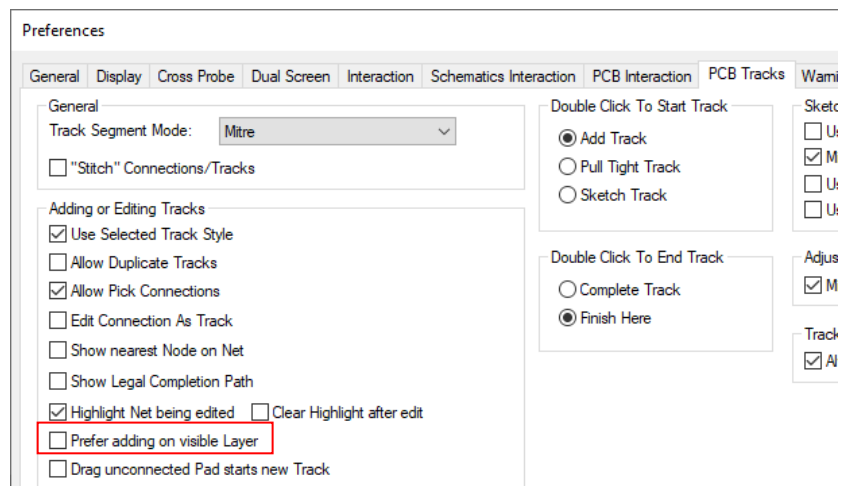 Preferences
General Display Cross Probe Dual Screen Interaction Schematics Interaction PCB Interaction PCB Tracks
General
Track Segment Mode: Mitre
"Stitch" Connections/Tracks
Adding or Editing Tracks
Use Selected Track Style
Allow Duplicate Tracks
Allow Pick Connections
Edit Connection As Track
Show nearest Node on Net
Show Legal Completion Path
Highlight Net being edited Clear Highlight after edit
Prefer adding on visible Layer
Drag unconnected Pad starts new Track
Double Click To Start Track
Add Track
Pull Tight Track
Sketch Track
Double Click To End Track
Complete Track
Finish Here
Track